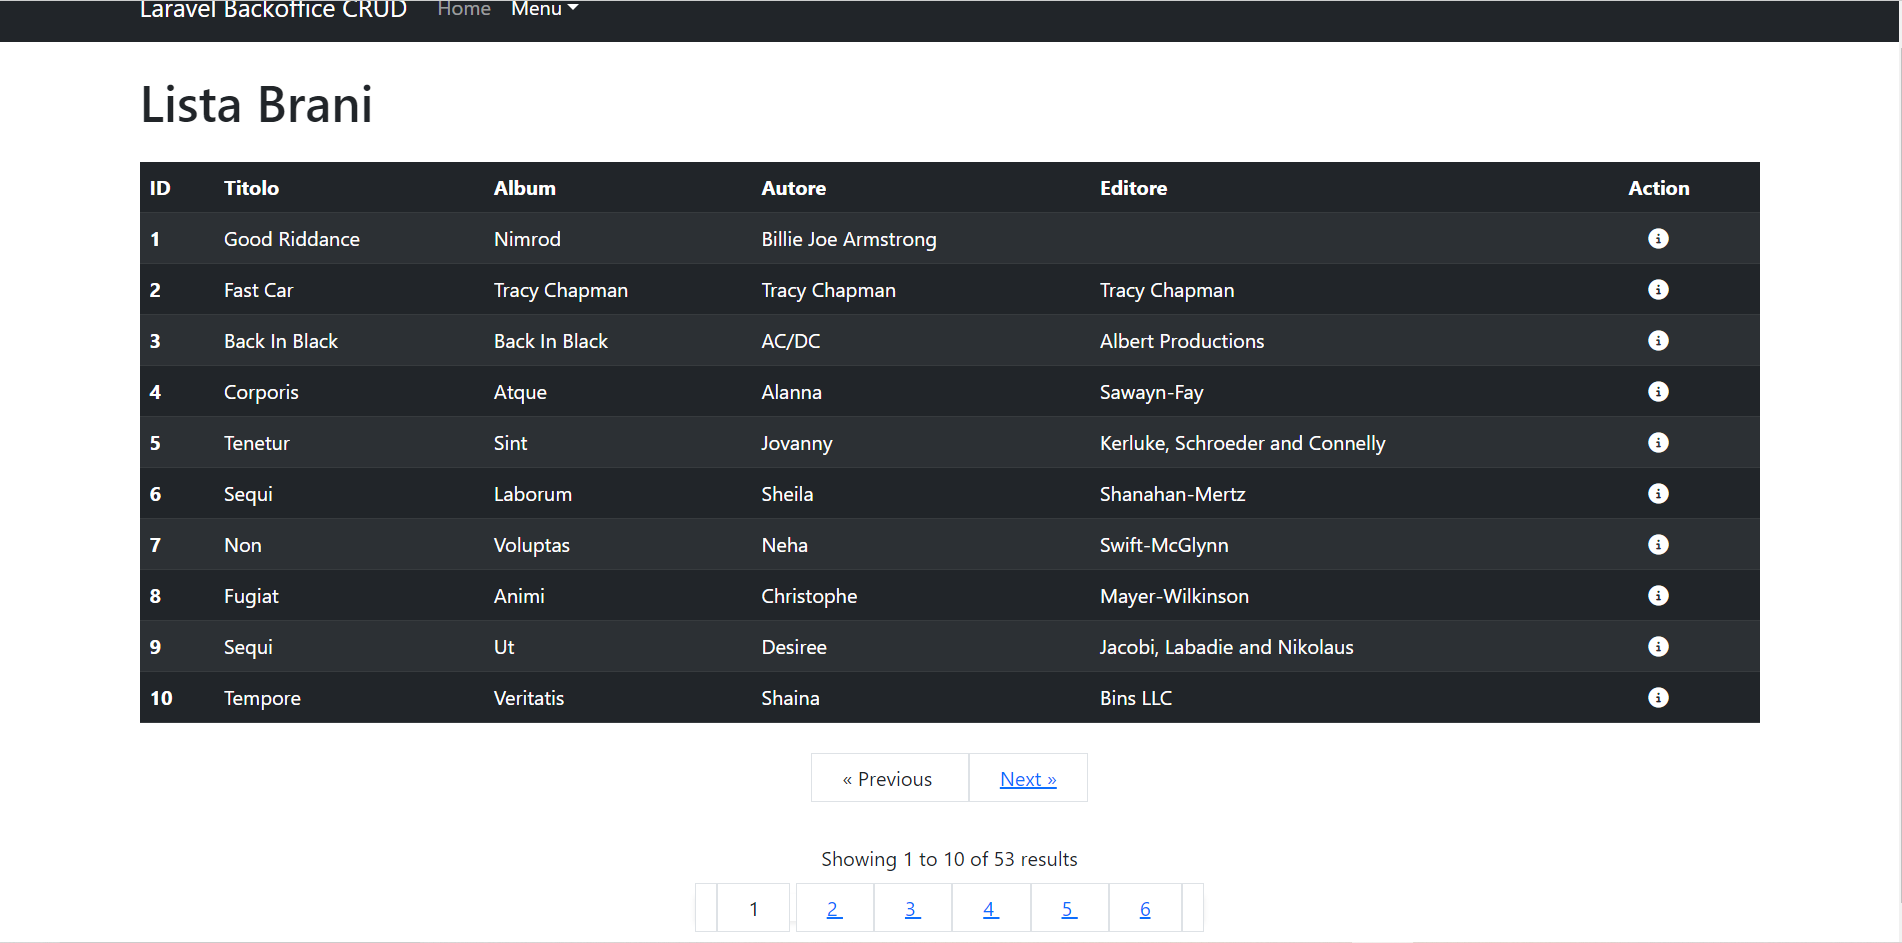 Laravel Backoffice CRUD Home Menu
Lista Brani
ID Titolo Album Autore Editore Action
1 Good Riddance Nimrod Billie Joe Armstrong
2 Fast Car Tracy Chapman Tracy Chapman Tracy Chapman
3 Back In Black Back In Black AC/DC Albert Productions
4 Corporis Atque Alanna Sawayn-Fay
5 Tenetur Sint Jovanny Kerluke, Schroeder and Connelly
6 Sequi Laborum Sheila Shanahan-Mertz
7 Non Voluptas Neha Swift-McGlynn
8 Fugiat Animi Christophe Mayer-Wilkinson
9 Sequi Ut Desiree Jacobi, Labadie and Nikolaus
10 Tempore Veritatis Shaina Bins LLC
« Previous Next »
Showing 1 to 10 of 53 results
1 2 3 4 5 6